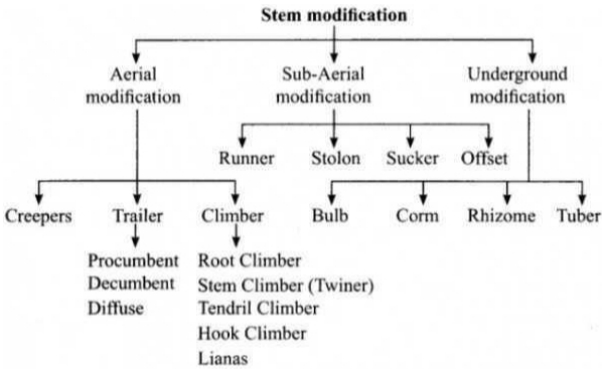 Stem modification
Aerial
modification
Sub-Aerial
modification
Underground
modification
Runner Stolon Sucker Offset
Creepers Trailer Climber Bulb Corm Rhizome Tuber
Procumbent
Decumbent
Diffuse
Root Climber
Stem Climber (Twiner)
Tendril Climber
Hook Climber
Lianas